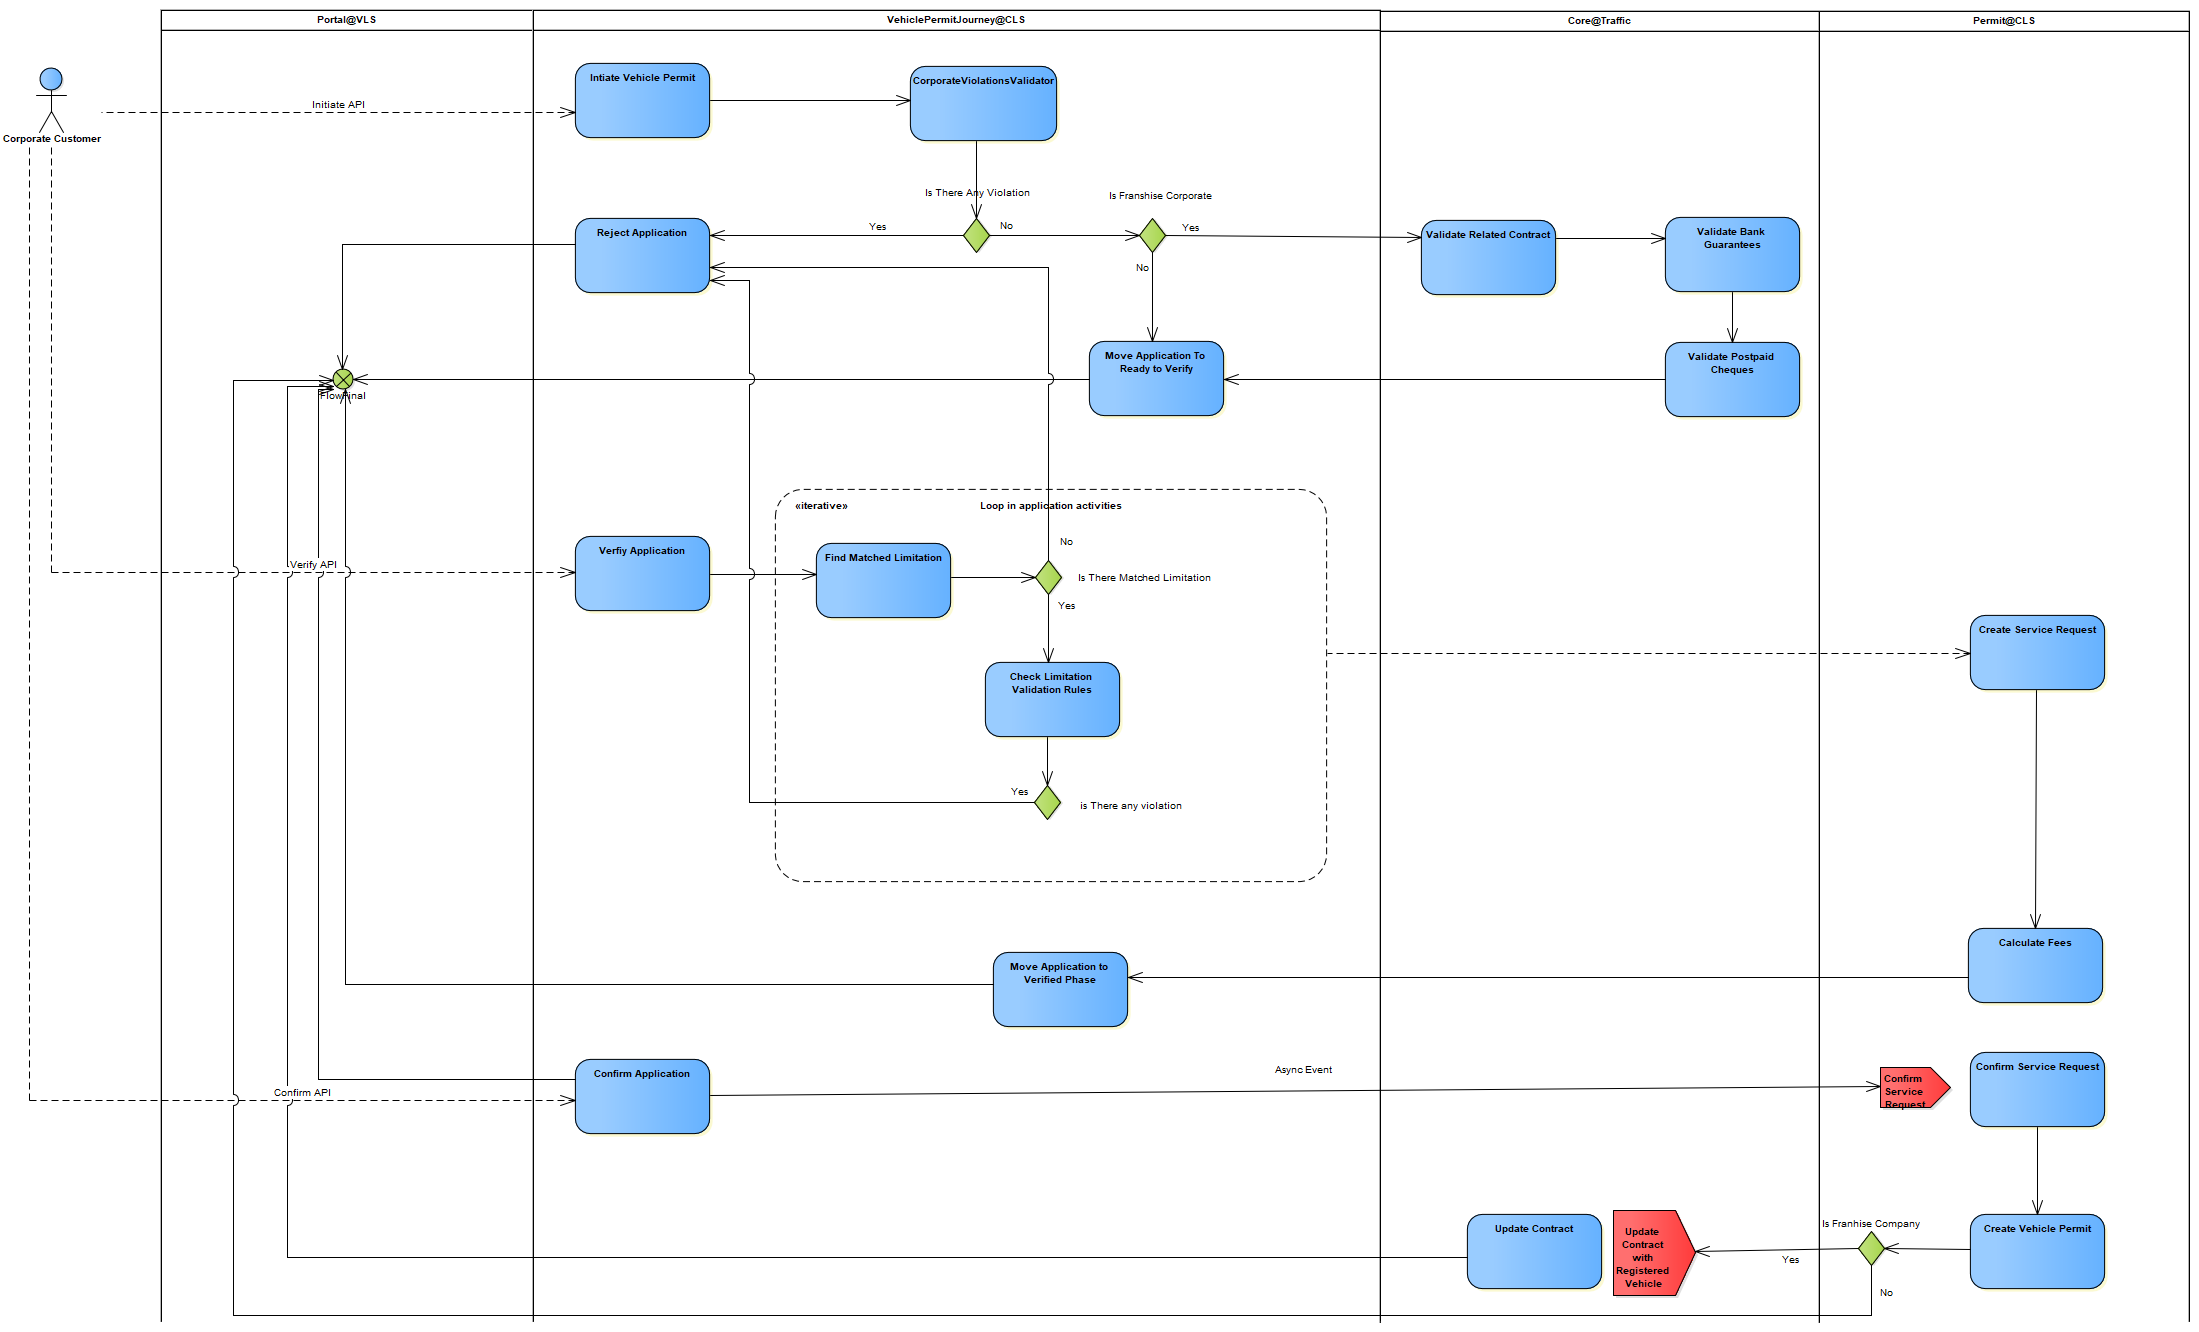 Portal@VLS
VehiclePermitJourney@CLS
Core@Traffic
Permit@CLS
Corporate Customer
Initiate API
Intiate Vehicle Permit
CorporateViolationsValidator
Is There Any Violation
Is Franshise Corporate
Yes
No
Yes
No
Reject Application
Validate Related Contract
Validate Bank
Guarantees
Move Application To
Ready to Verify
Validate Postpaid
Cheques
FlowFinal
«iterative»
Loop in application activities
Verify API
Verfiy Application
Find Matched Limitation
No
Is There Matched Limitation
Yes
Check Limitation
Validation Rules
Yes
is There any violation
Create Service Request
Calculate Fees
Move Application to
Verified Phase
Confirm API
Confirm Application
Async Event
Confirm
Service
Request
Confirm Service Request
Update Contract
Update
Contract
with
Registered
Vehicle
Yes
Is Franhise Company
No
Create Vehicle Permit